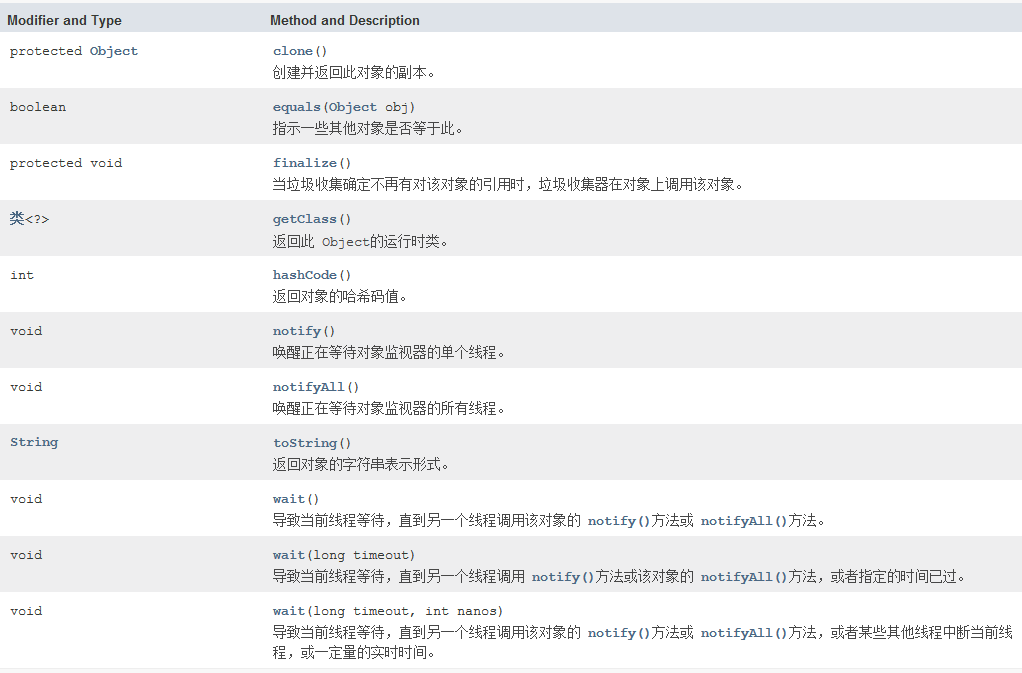 Modifier and Type Method and Description
protected Object clone()
创建并返回此对象的副本。
boolean equals(Object obj)
指示一些其他对象是否等于此。
protected void finalize()
当垃圾收集确定不再有对该对象的引用时，垃圾收集器在对象上调用该对象。
类<?> getClass()
返回此 Object的运行时类。
int hashCode()
返回对象的哈希码值。
void notify()
唤醒正在等待对象监视器的单个线程。
void notifyAll()
唤醒正在等待对象监视器的所有线程。
String toString()
返回对象的字符串表示形式。
void wait()
导致当前线程等待，直到另一个线程调用该对象的 notify()方法或 notifyAll()方法。
void wait(long timeout)
导致当前线程等待，直到另一个线程调用 notify()方法或该对象的 notifyAll()方法，或者指定的时间已过。
void wait(long timeout, int nanos)
导致当前线程等待，直到另一个线程调用该对象的 notify()方法或 notifyAll()方法，或者某些其他线程中断当前线
程，或一定量的实时时间。